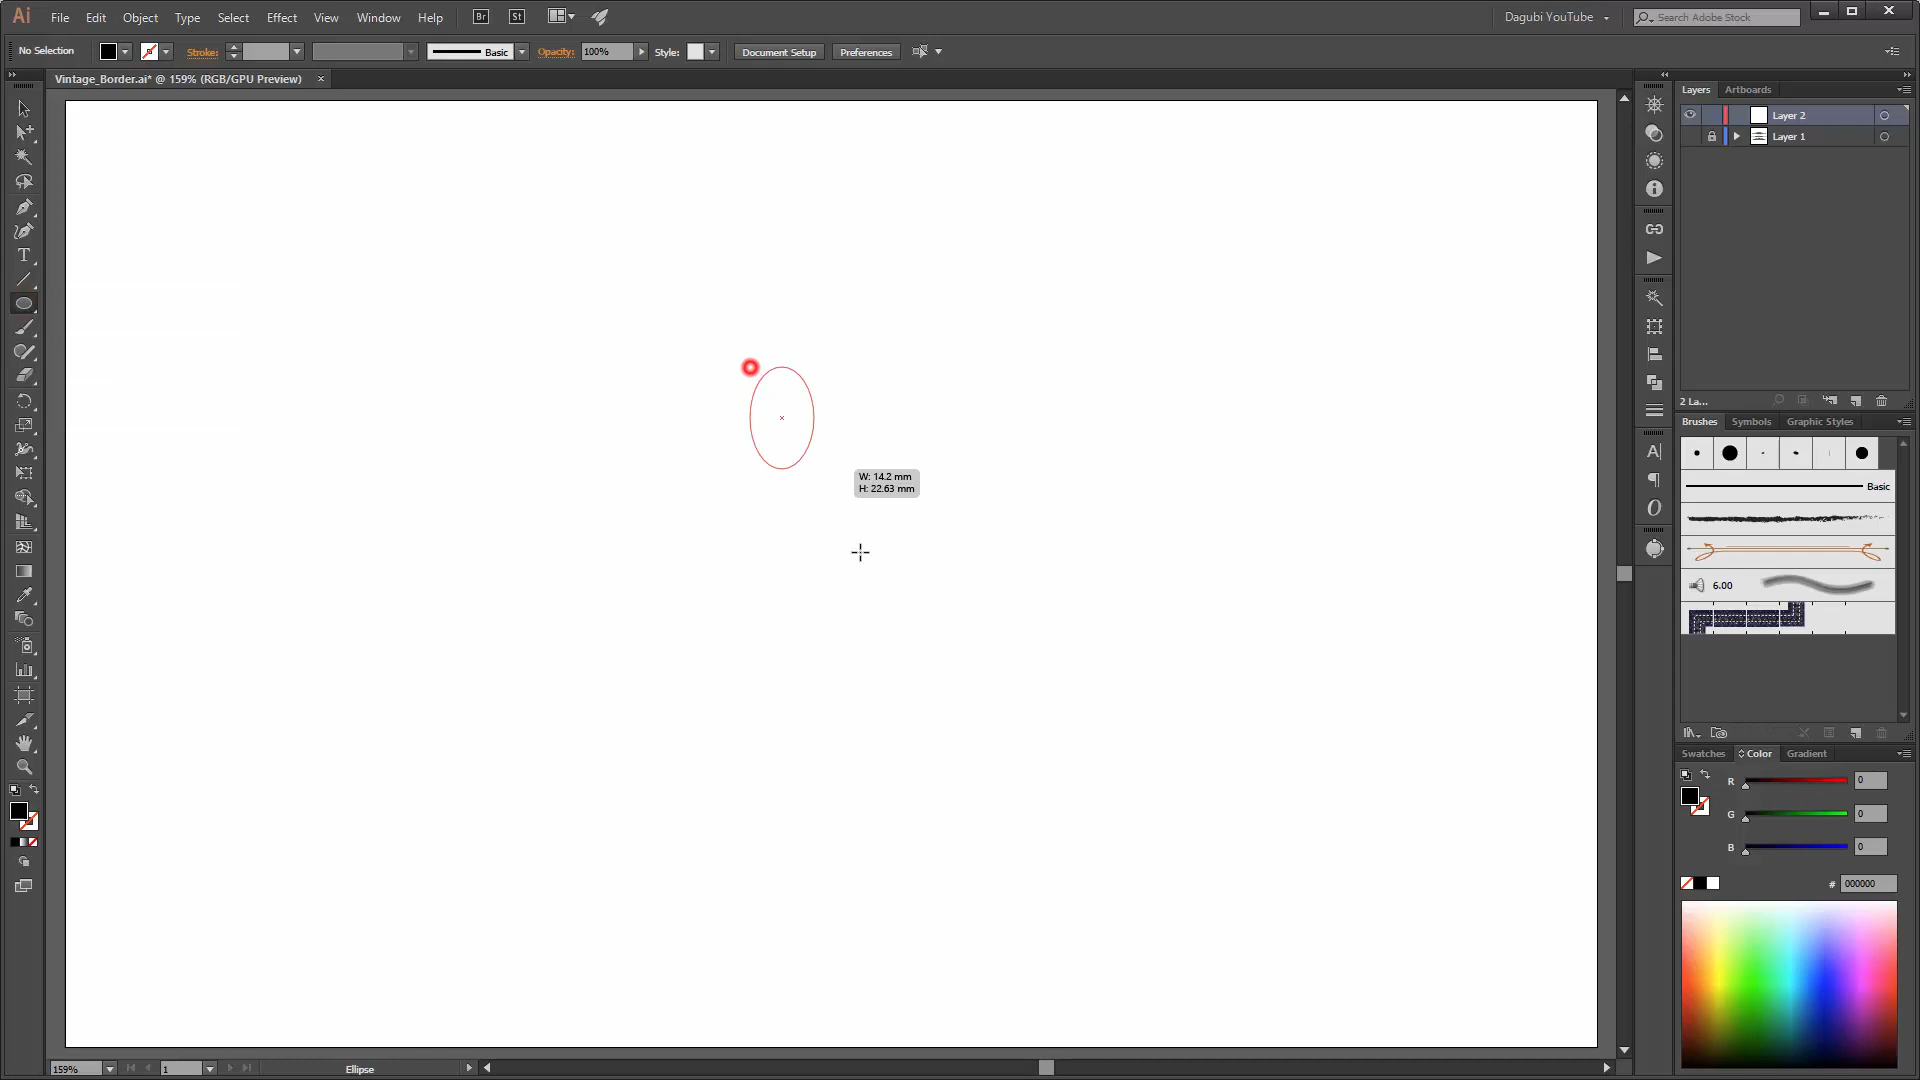 Ai File Edit Object Type Select Effect View Window Help Br St Dagubi YouTube Search Adobe Stock
No Selection Stroke: Basic Opacity: 100% Style: Document Setup Preferences
Vintage_Border.ai* @ 159% (RGB/GPU Preview)
Layers Artboards
Layer 2
Layer 1
2 La...
Brushes Symbols Graphic Styles
Basic
W: 14.2 mm
H: 22.63 mm
6.00
Swatches Color Gradient
R 0
G 0
B 0
# 000000
159% 1 Ellipse